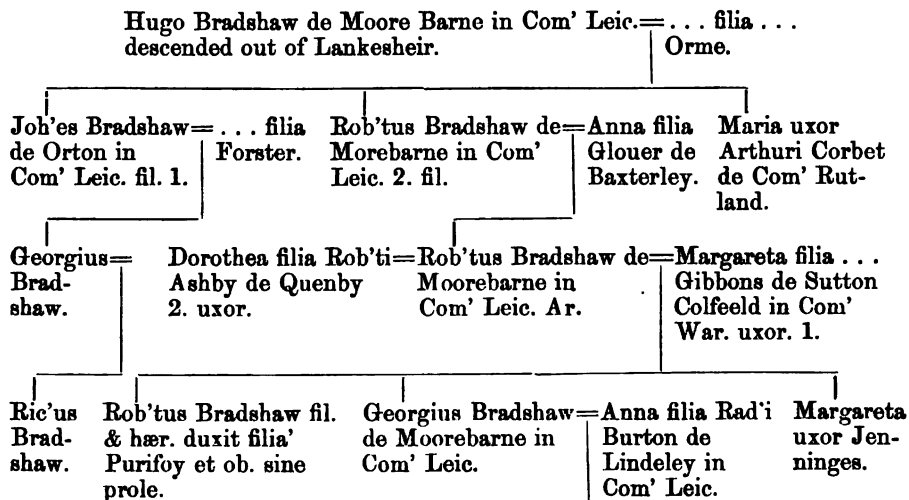 Hugo Bradshaw de Moore Barne in Com' Leic.=. . . filia . . .
descended out of Lankesheir. Orme.
Joh'es Bradshaw=. . . filia
de Orton in Forster.
Com' Leic. fil. 1.
Rob'tus Bradshaw de=Anna filia
Morebarne in Com' Glouer de
Leic. 2. fil. Baxterley.
Maria uxor
Arthuri Corbet
de Com' Rut-
land.
Georgius=
Brad-
shaw.
Dorothea filia Rob'ti=Rob'tus Bradshaw de=Margareta filia . . .
Ashby de Quenby Moorebarne in Gibbons de Sutton
2. uxor. Com' Leic. Ar. Colfeeld in Com'
War. uxor. 1.
Ric'us
Brad-
shaw.
Rob'tus Bradshaw fil.
& hær. duxit filia'
Purifoy et ob. sine
prole.
Georgius Bradshaw=Anna filia Rad'i
de Moorebarne in Burton de
Com' Leic. Lindeley in
Com' Leic.
Margareta
uxor Jen-
ninges.